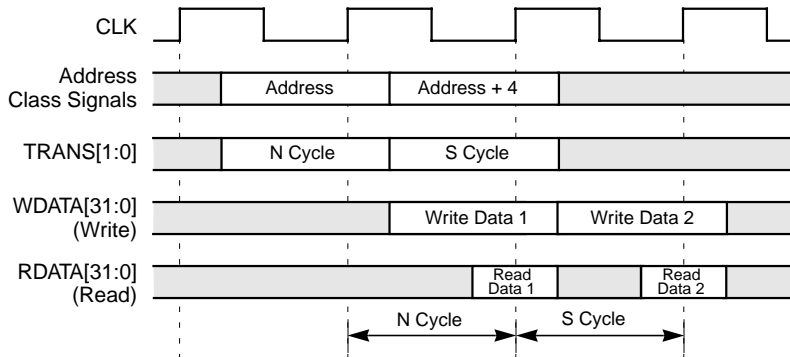 CLK
Address
Class Signals
Address
Address + 4
TRANS[1:0]
N Cycle
S Cycle
WDATA[31:0]
(Write)
Write Data 1
Write Data 2
RDATA[31:0]
(Read)
Read
Data 1
Read
Data 2
N Cycle
S Cycle